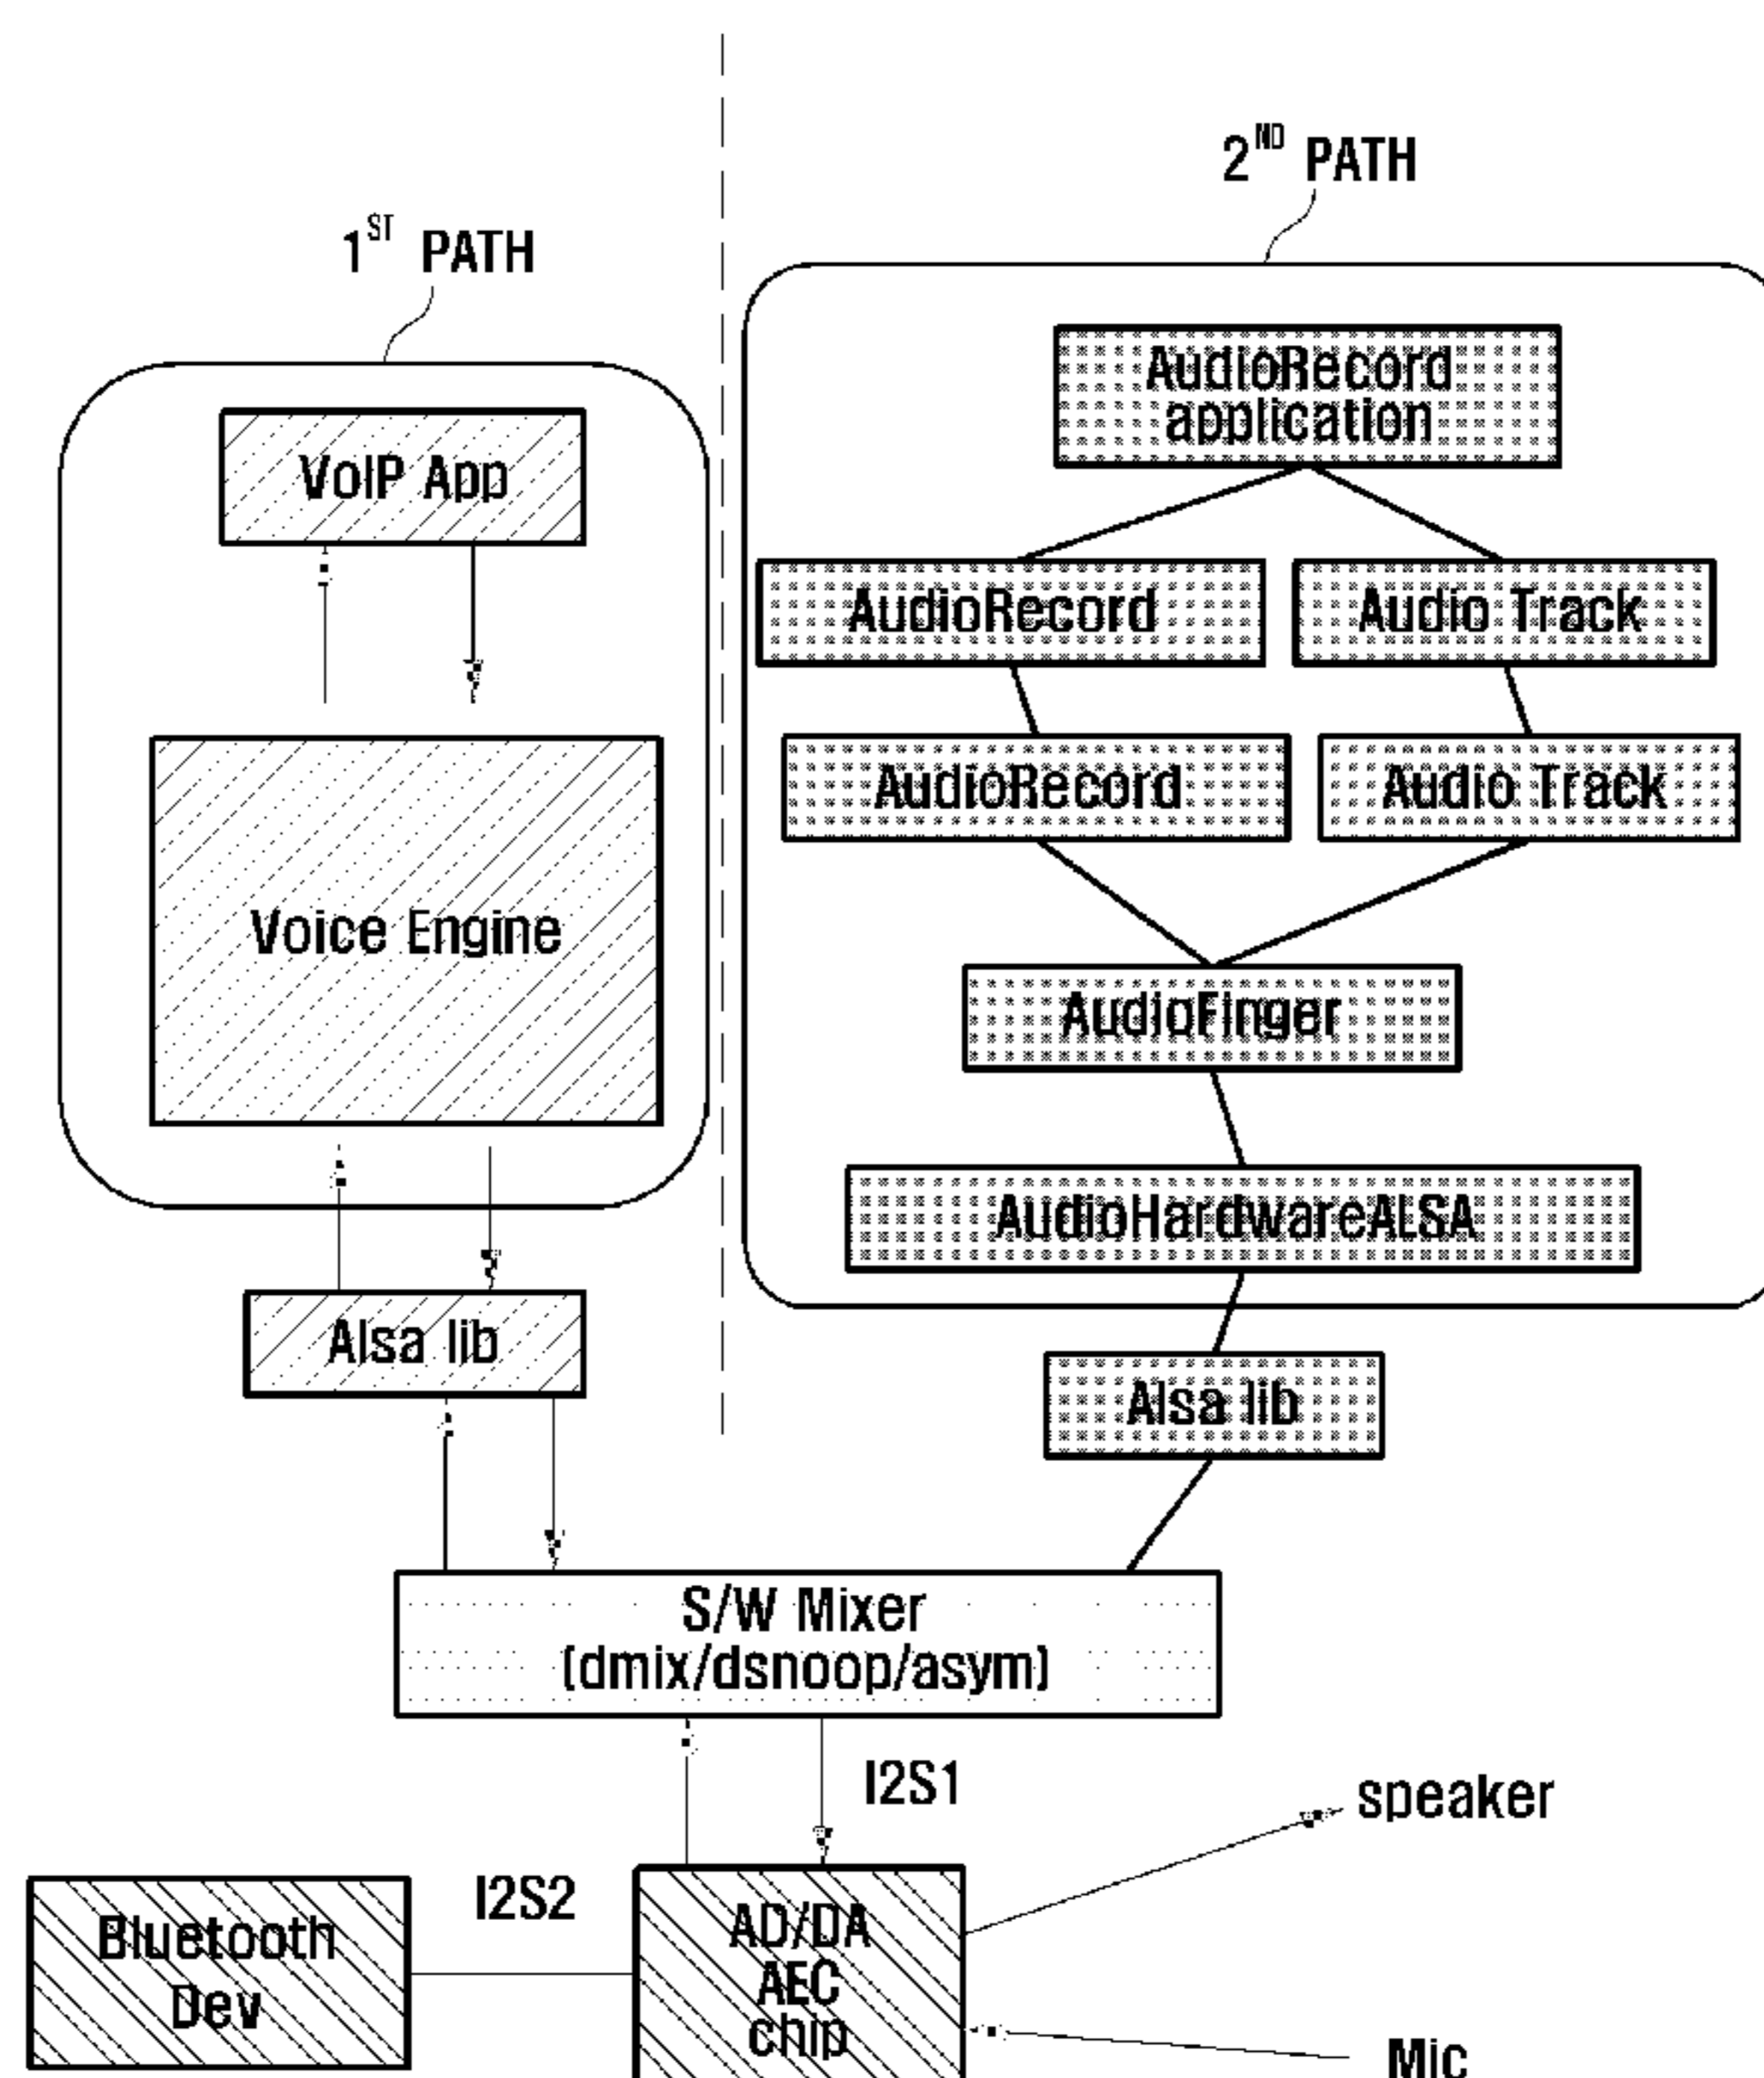 2ND PATH
1ST PATH
AudioRecord
application
VoIP App
AudioRecord
Audio Track
AudioRecord
Audio Track
Voice Engine
AudioFinger
AudioHardwareALSA
Alsa lib
Alsa lib
S/W Mixer
(dmix/dsnoop/asym)
I2S1
speaker
I2S2
Bluetooth
Dev
AD/DA
AEC
chip
Mic